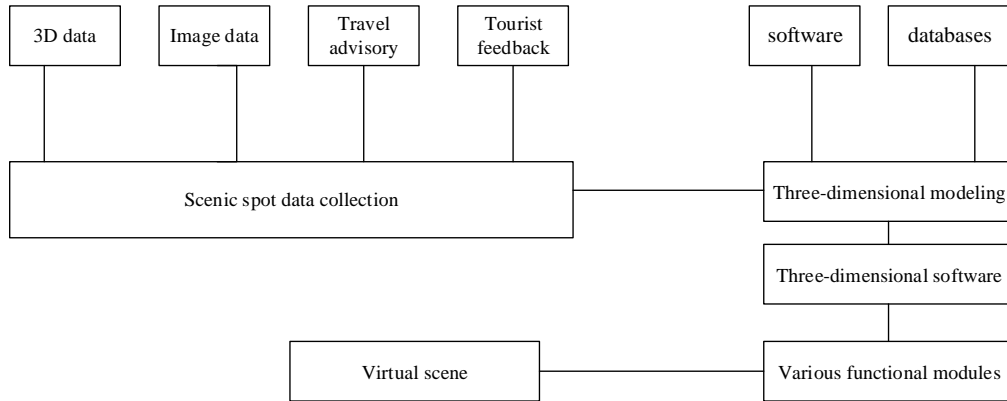 3D data
Image data
Travel
advisory
Tourist
feedback
software
databases
Scenic spot data collection
Three-dimensional modeling
Three-dimensional software
Virtual scene
Various functional modules